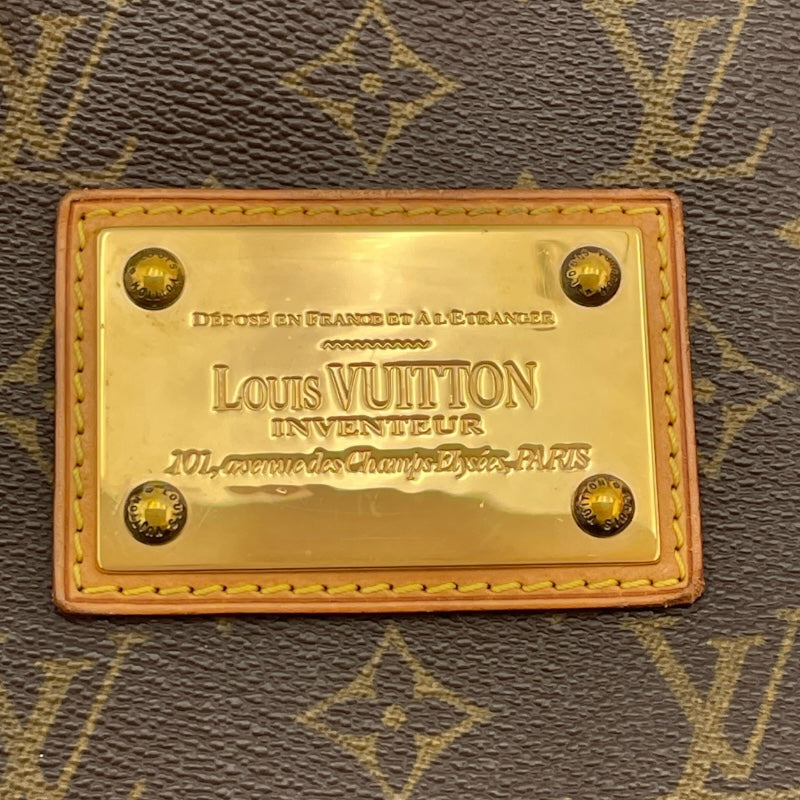 DÉPOSÉ EN FRANCE ET À L'ETRANGER
LOUIS VUITTON
INVENTEUR
101, avenue des Champs-Elysées, PARIS